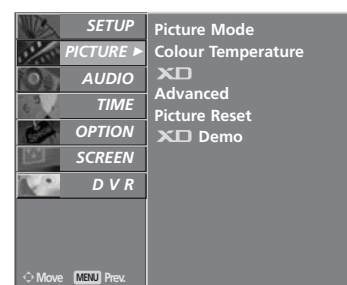 SETUP
PICTURE ►
AUDIO
TIME
OPTION
SCREEN
D V R
Picture Mode
Colour Temperature
XD
Advanced
Picture Reset
XD Demo
Move MENU Prev.